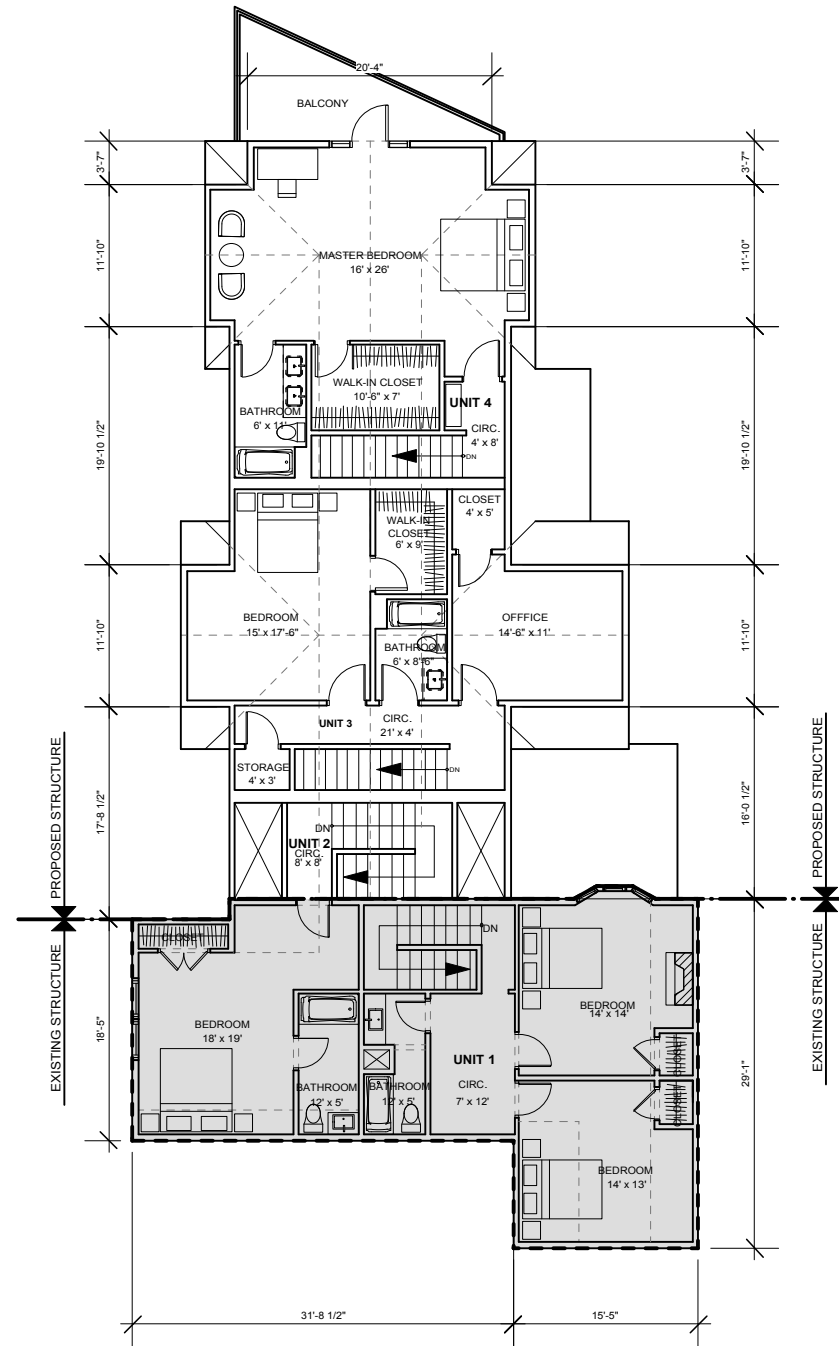 20'-4"
BALCONY
3'-7"
3'-7"
11'-10"
11'-10"
MASTER BEDROOM
16' x 26'
WALK-IN CLOSET
10'-6" x 7'
UNIT 4
BATHROOM
6' x 11'
CIRC.
4' x 8'
DN
19'-10 1/2"
19'-10 1/2"
CLOSET
4' x 5'
WALK-IN
CLOSET
6' x 9'
BEDROOM
15' x 17'-6"
OFFFICE
14'-6" x 11'
BATHROOM
6' x 8'-6"
11'-10"
11'-10"
UNIT 3
CIRC.
21' x 4'
STORAGE
4' x 3'
DN
PROPOSED STRUCTURE
EXISTING STRUCTURE
17'-8 1/2"
16'-0 1/2"
PROPOSED STRUCTURE
EXISTING STRUCTURE
DN
UNIT 2
CIRC.
8' x 8'
CLOSET
DN
BEDROOM
18' x 19'
BEDROOM
14' x 14'
CLOSET
18'-5"
29'-1"
UNIT 1
CIRC.
7' x 12'
BATHROOM
12' x 5'
BATHROOM
12' x 5'
CLOSET
BEDROOM
14' x 13'
31'-8 1/2"
15'-5"